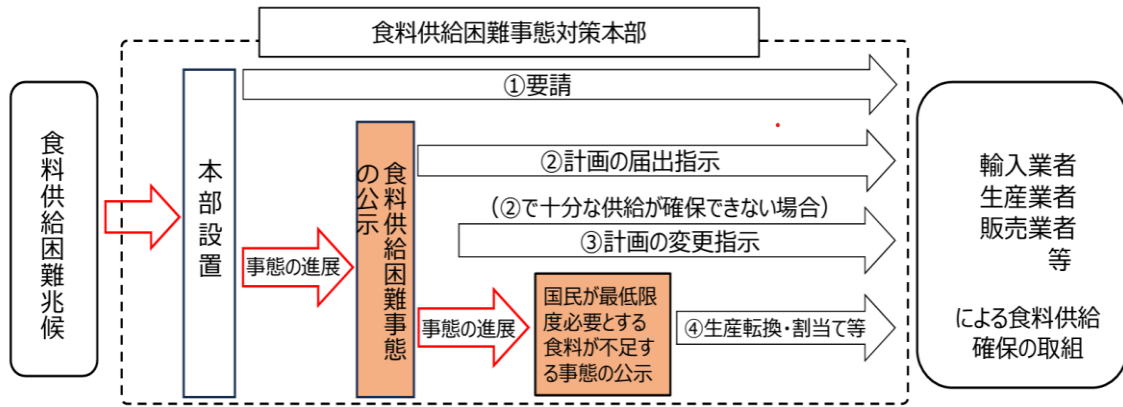 食料供給困難事態対策本部
食料供給困難兆候
本部設置
①要請
事態の進展
食料供給困難事態
の公示
②計画の届出指示
(②で十分な供給が確保できない場合)
③計画の変更指示
事態の進展
国民が最低限
度必要とする
食料が不足す
る事態の公示
④生産転換・割当て等
輸入業者
生産業者
販売業者
等
による食料供給
確保の取組